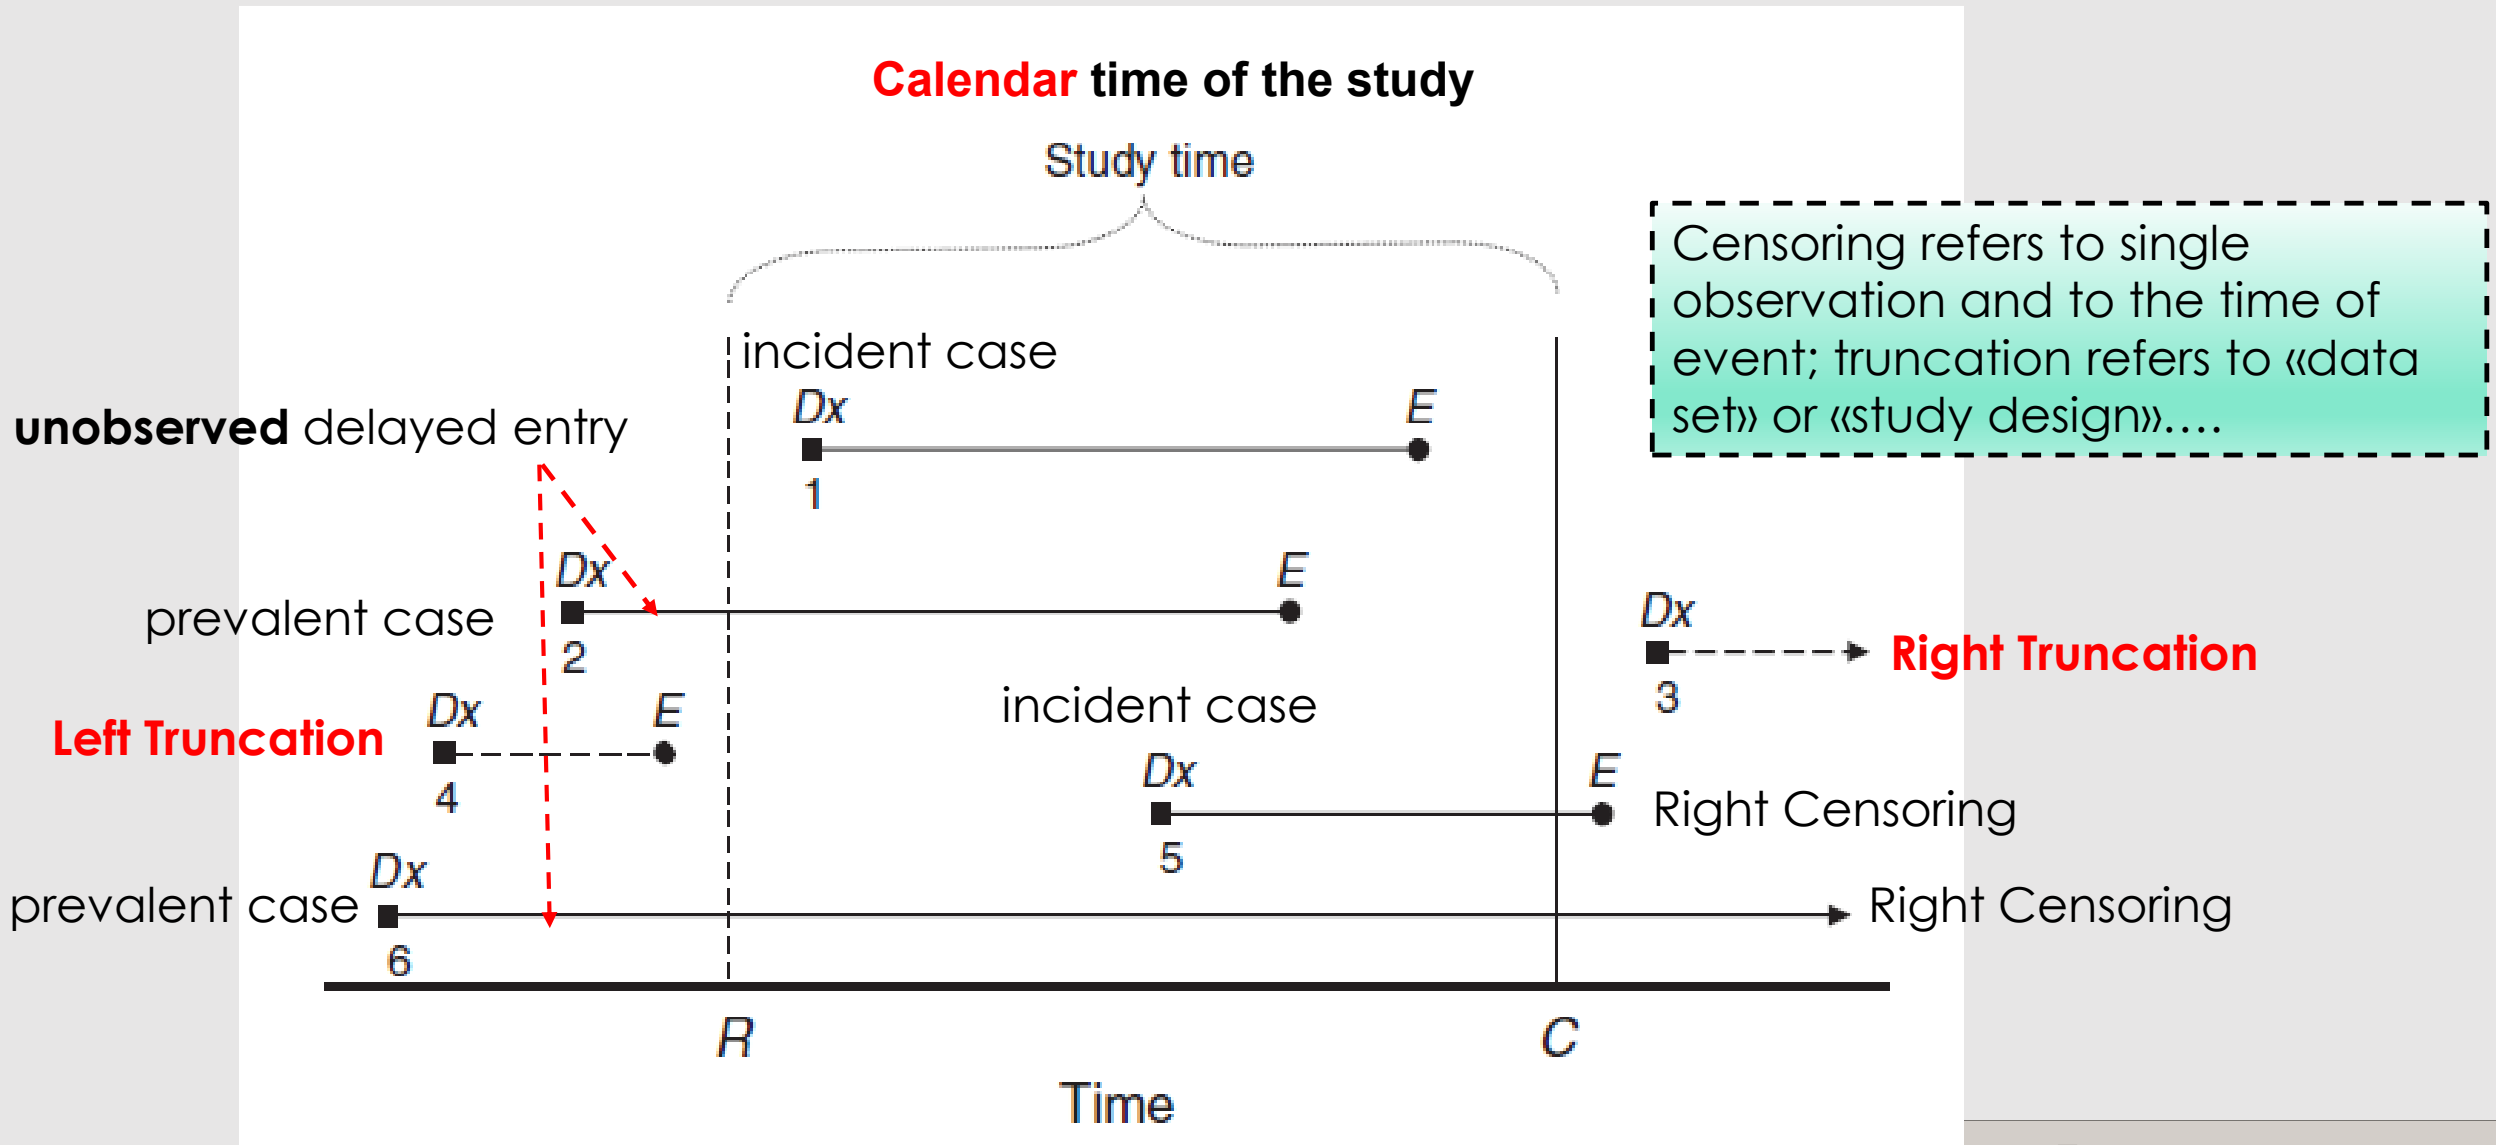 Calendar time of the study
Study time
Censoring refers to single
observation and to the time of
event; truncation refers to «data
set» or «study design»....
incident case
Dx
E
1
unobserved delayed entry
Dx
E
prevalent case
2
Dx
Right Truncation
3
incident case
Dx
E
Left Truncation
4
Dx
E
Right Censoring
5
Dx
prevalent case
Right Censoring
6
R
C
Time